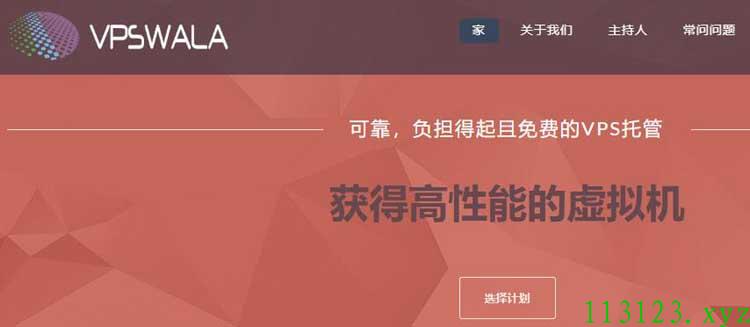 VPSWALA
家 关于我们 主持人 常问问题
可靠，负担得起且免费的VPS托管
获得高性能的虚拟机
选择计划
113123.xyz